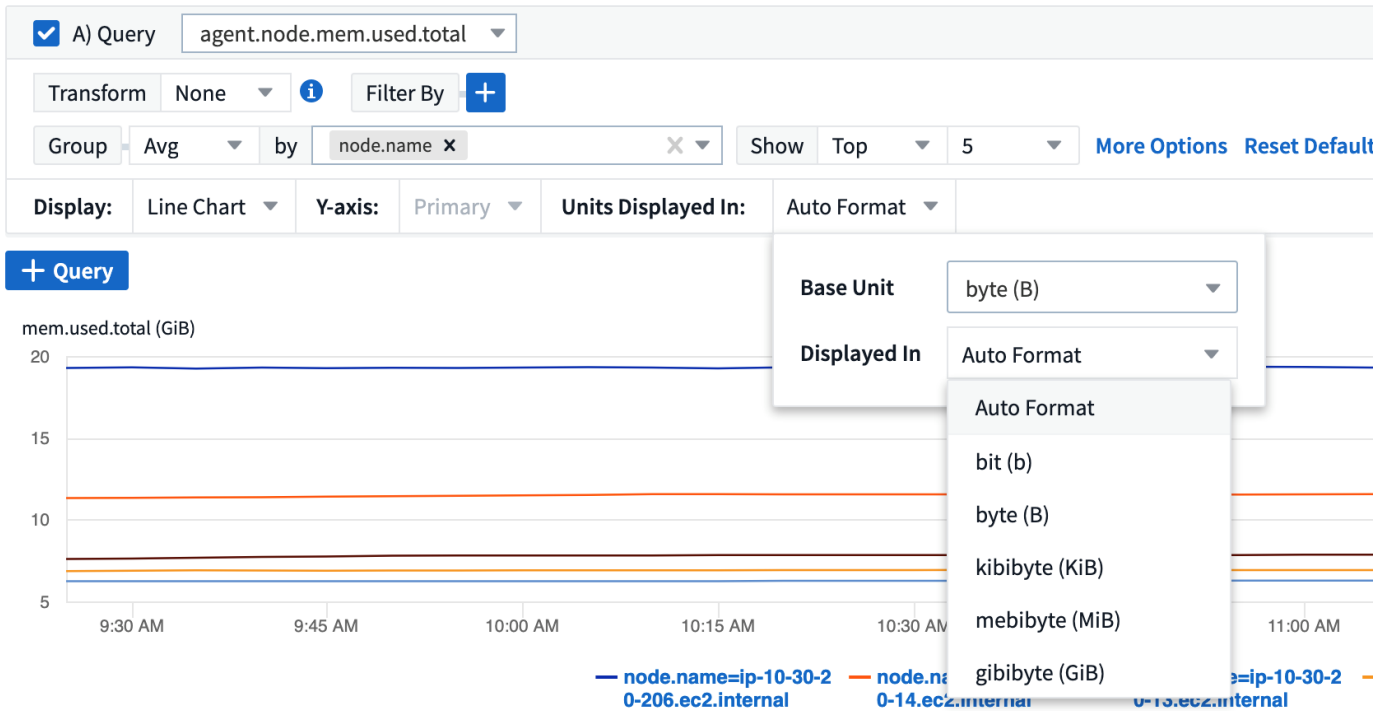 A) Query agent.node.mem.used.total
Transform None i Filter By +
Group Avg by node.name × × Show Top 5 More Options Reset Default
Display: Line Chart Y-axis: Primary Units Displayed In: Auto Format
+ Query
Base Unit byte (B)
Displayed In Auto Format
Auto Format
bit (b)
byte (B)
kibibyte (KiB)
mebibyte (MiB)
gibibyte (GiB)
mem.used.total (GiB)
20
15
10
5
9:30 AM 9:45 AM 10:00 AM 10:15 AM 10:30 AM 11:00 AM
node.name=ip-10-30-2 node.na e=ip-10-30-2
0-206.ec2.internal 0-14.ec2.internal 0-13.ec2.internal